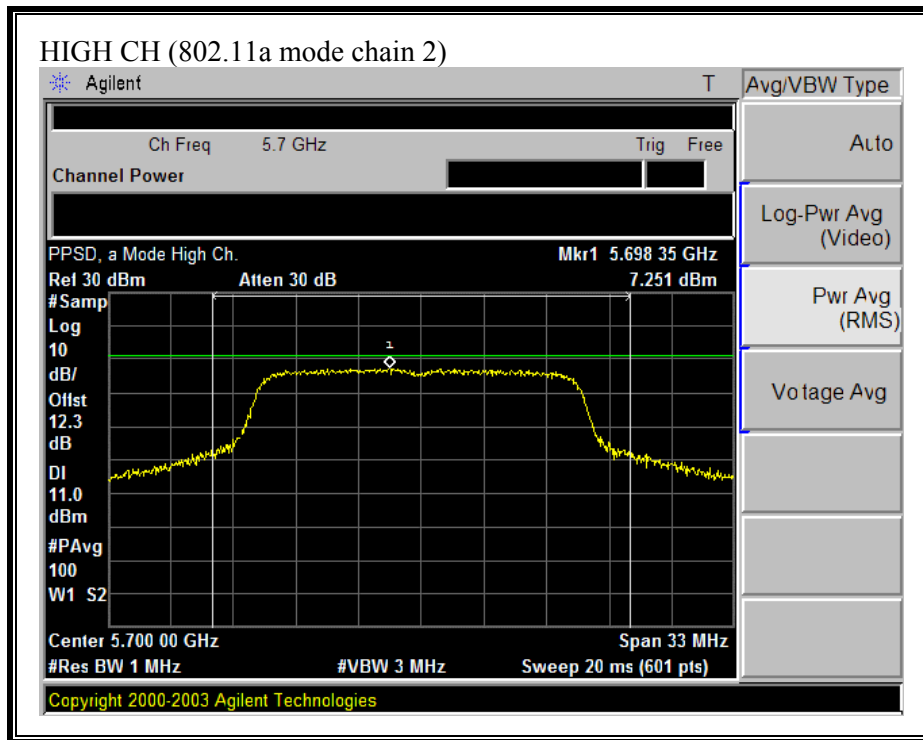 HIGH CH (802.11a mode chain 2)
Agilent T
Avg/VBW Type
Ch Freq 5.7 GHz Trig Free
Channel Power
Auto
Log-Pwr Avg
(Video)
Pwr Avg
(RMS)
Voltage Avg
PPSD, a Mode High Ch. Mkr1 5.698 35 GHz
Ref 30 dBm Atten 30 dB 7.251 dBm
#Samp
Log
10
dB/
Offst
12.3
dB
DI
11.0
dBm
#PAvg
100
W1 S2
1
Center 5.700 00 GHz Span 33 MHz
#Res BW 1 MHz #VBW 3 MHz Sweep 20 ms (601 pts)
Copyright 2000-2003 Agilent Technologies